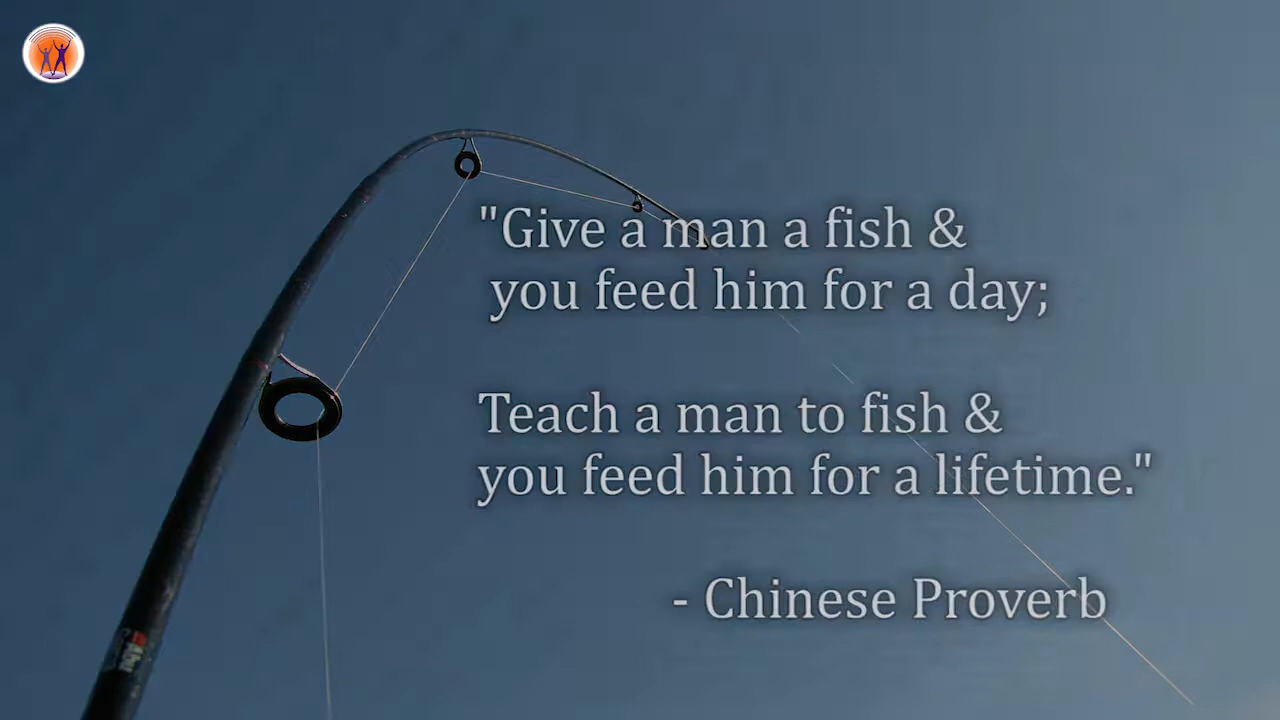 "Give a man a fish &
you feed him for a day;
Teach a man to fish &
you feed him for a lifetime."
- Chinese Proverb